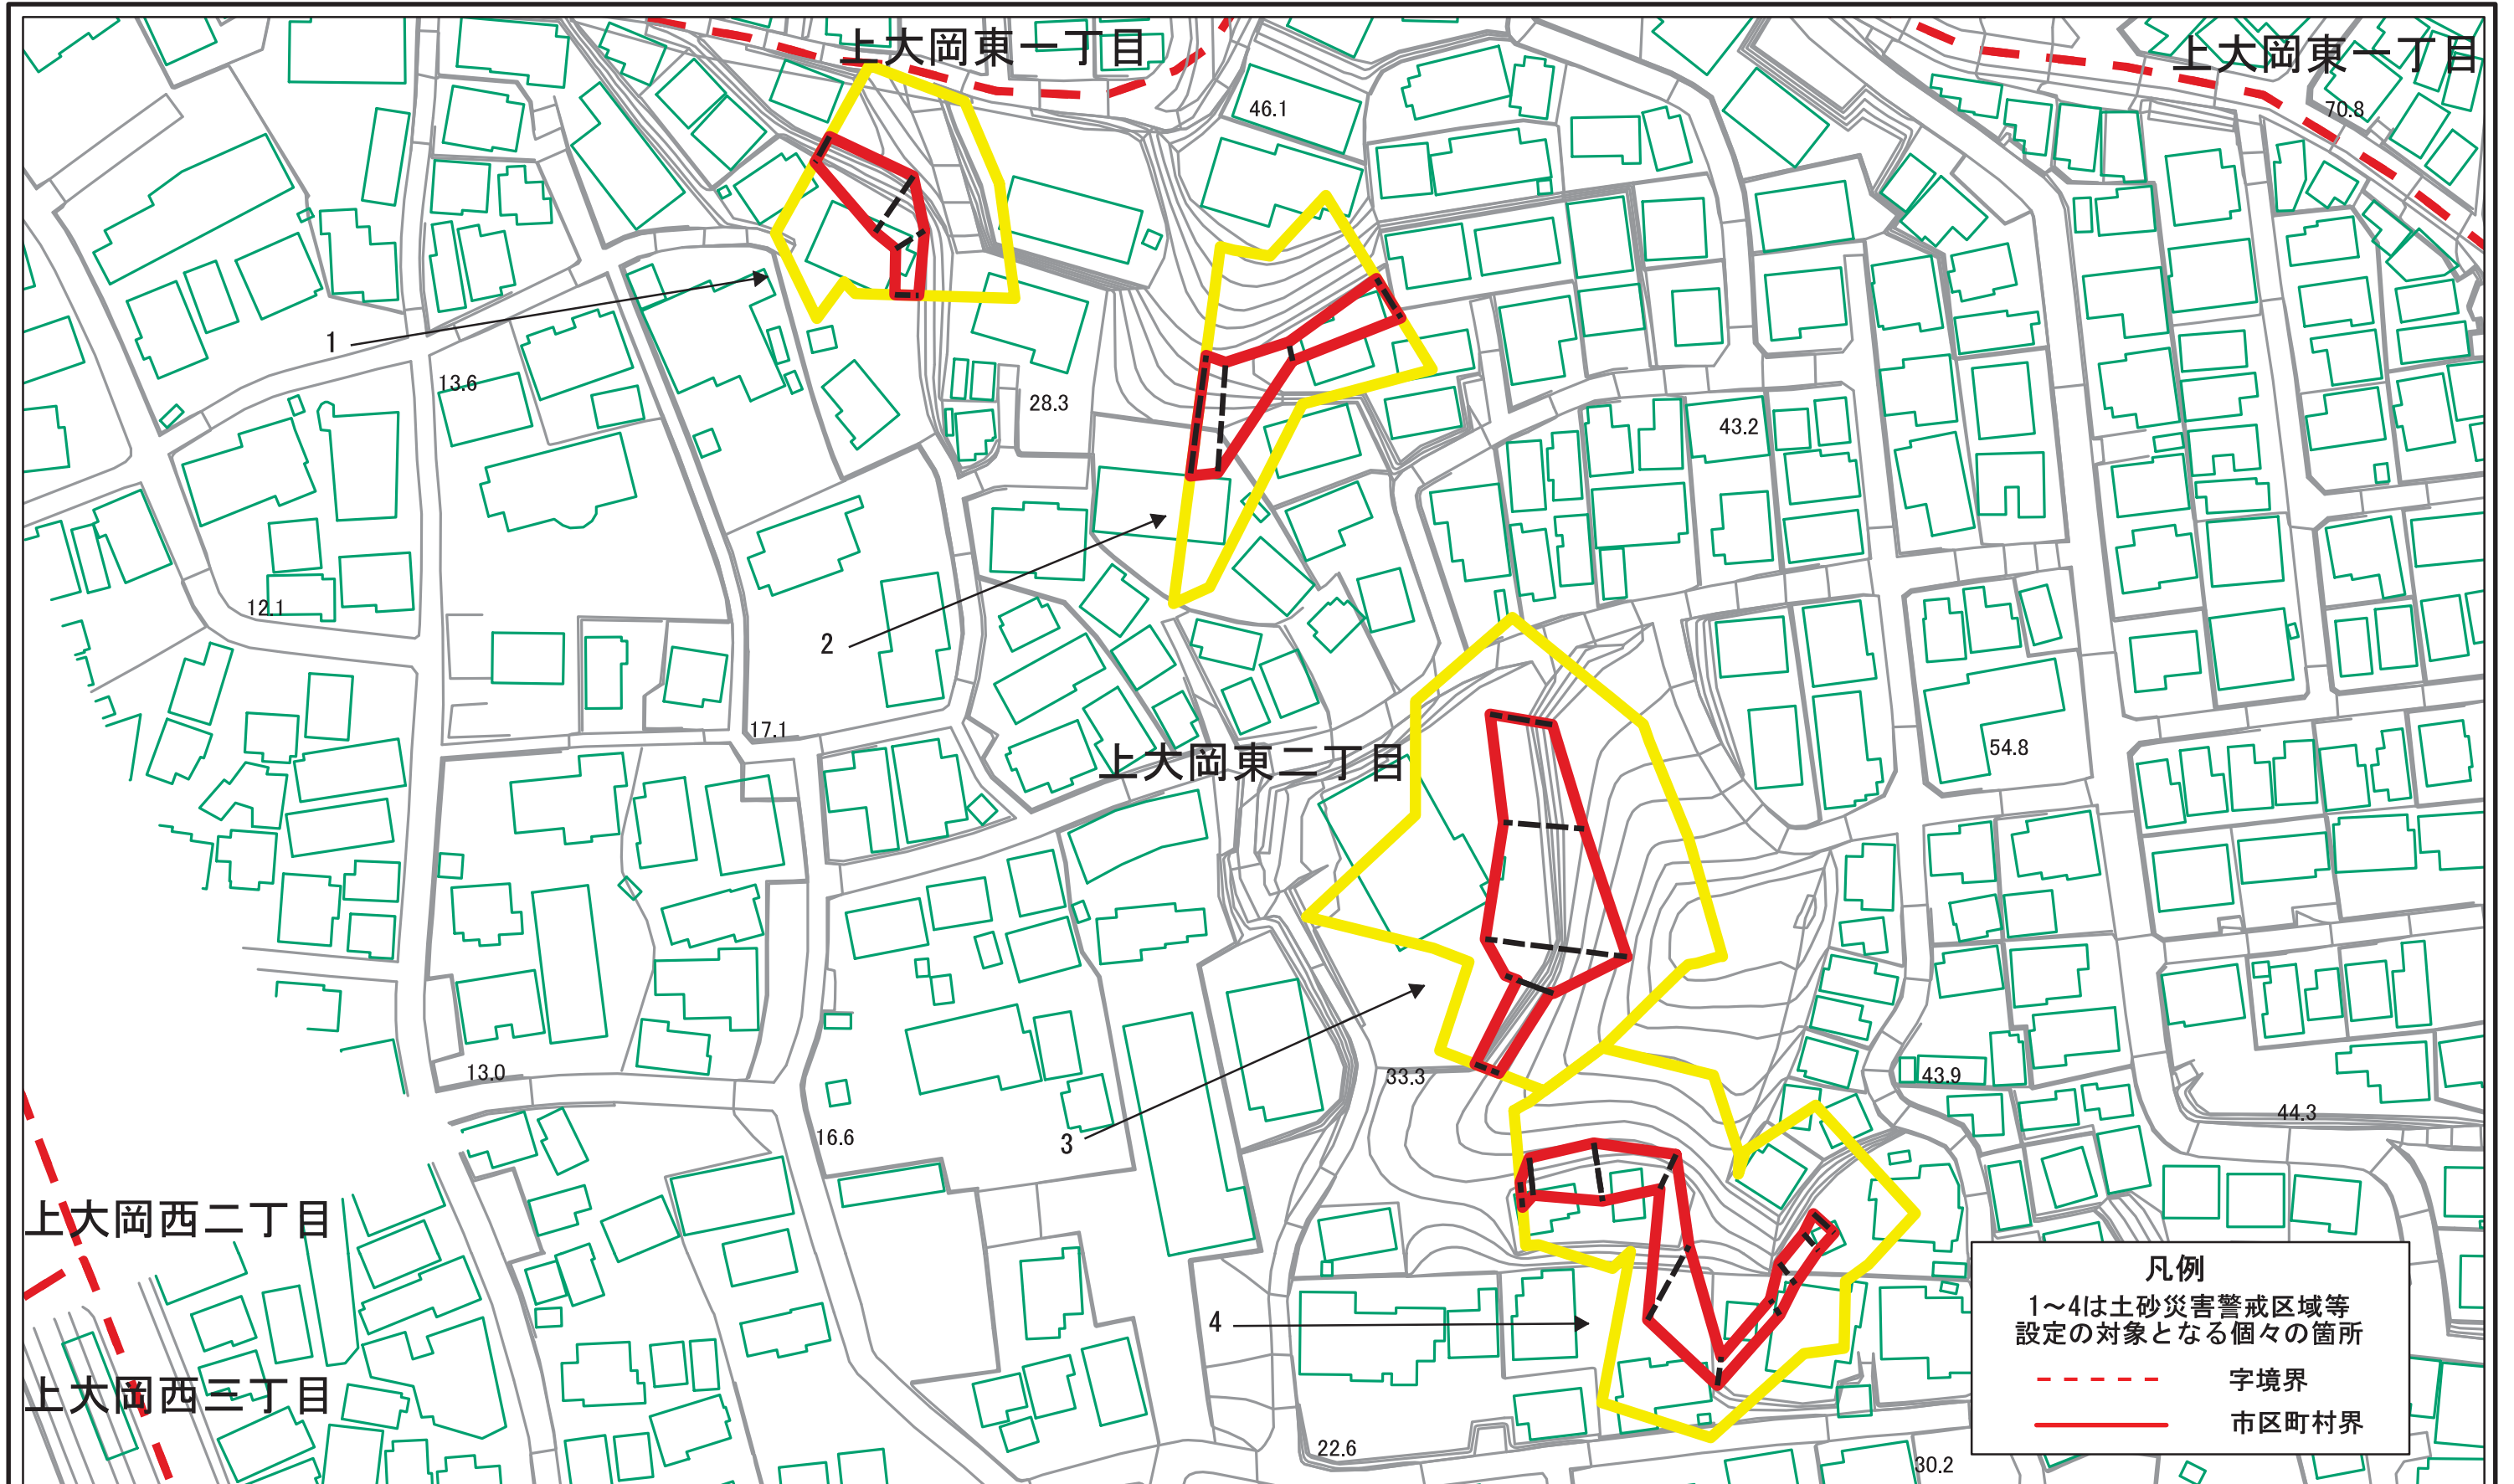 上大岡東一丁目
上大岡東一丁目
46.1
70.8
1
13.6
28.3
43.2
12.1
2
17.1
上大岡東二丁目
54.8
13.0
33.3
43.9
44.3
16.6
3
上大岡西二丁目
4
上大岡西三丁目
22.6
30.2
凡例
1～4は土砂災害警戒区域等
設定の対象となる個々の箇所
字境界
市区町村界